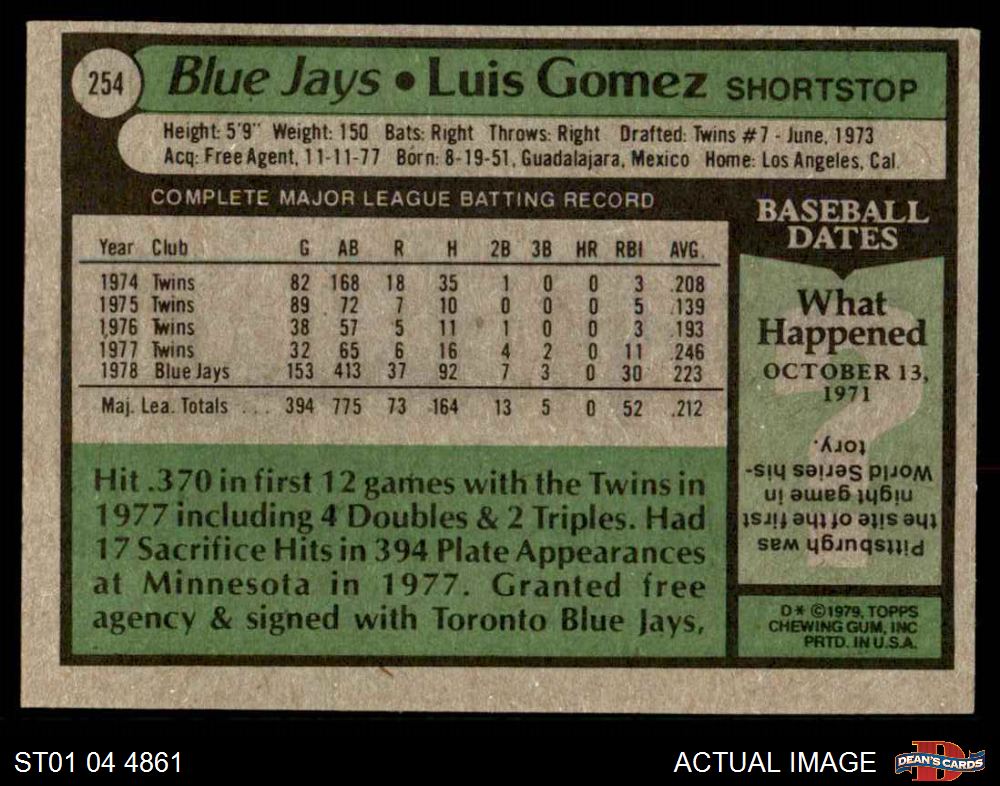 254
Blue Jays • Luis Gomez SHORTSTOP
Height: 5'9" Weight: 150 Bats: Right Throws: Right Drafted: Twins #7 - June, 1973
Acq: Free Agent, 11-11-77 Born: 8-19-51, Guadalajara, Mexico Home: Los Angeles, Cal.
COMPLETE MAJOR LEAGUE BATTING RECORD
Year Club G AB R H 2B 3B HR RBI AVG.
1974 Twins 82 168 18 35 1 0 0 3 .208
1975 Twins 89 72 7 10 0 0 0 5 .139
1976 Twins 38 57 5 11 1 0 0 3 .193
1977 Twins 32 65 6 16 4 2 0 11 .246
1978 Blue Jays 153 413 37 92 7 3 0 30 .223
Maj. Lea. Totals ... 394 775 73 164 13 5 0 52 .212
Hit .370 in first 12 games with the Twins in
1977 including 4 Doubles & 2 Triples. Had
17 Sacrifice Hits in 394 Plate Appearances
at Minnesota in 1977. Granted free
agency & signed with Toronto Blue Jays,
BASEBALL
DATES
What
Happened
OCTOBER 13,
1971
?
Pittsburgh was
the site of the first
night game in
World Series his-
tory.
D* ©1979, TOPPS
CHEWING GUM, INC
PRTD. IN U.S.A.
ST01 04 4861
ACTUAL IMAGE
D
DEAN'S CARDS